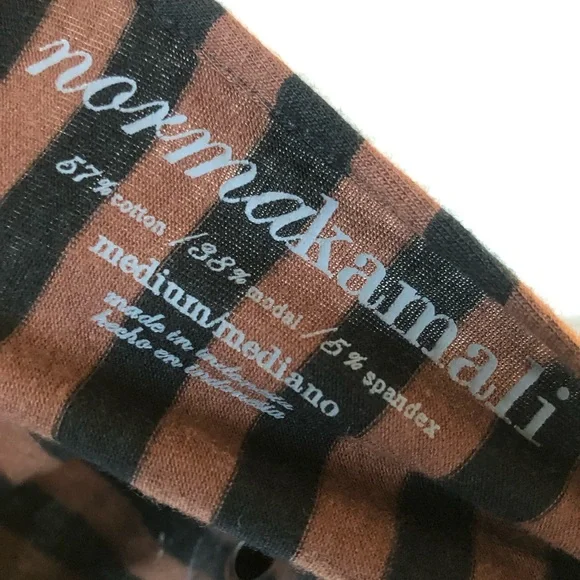 normakamali
57% cotton / 38% modal / 5% spandex
medium/mediano
made in indonesia
hecho en indonesia